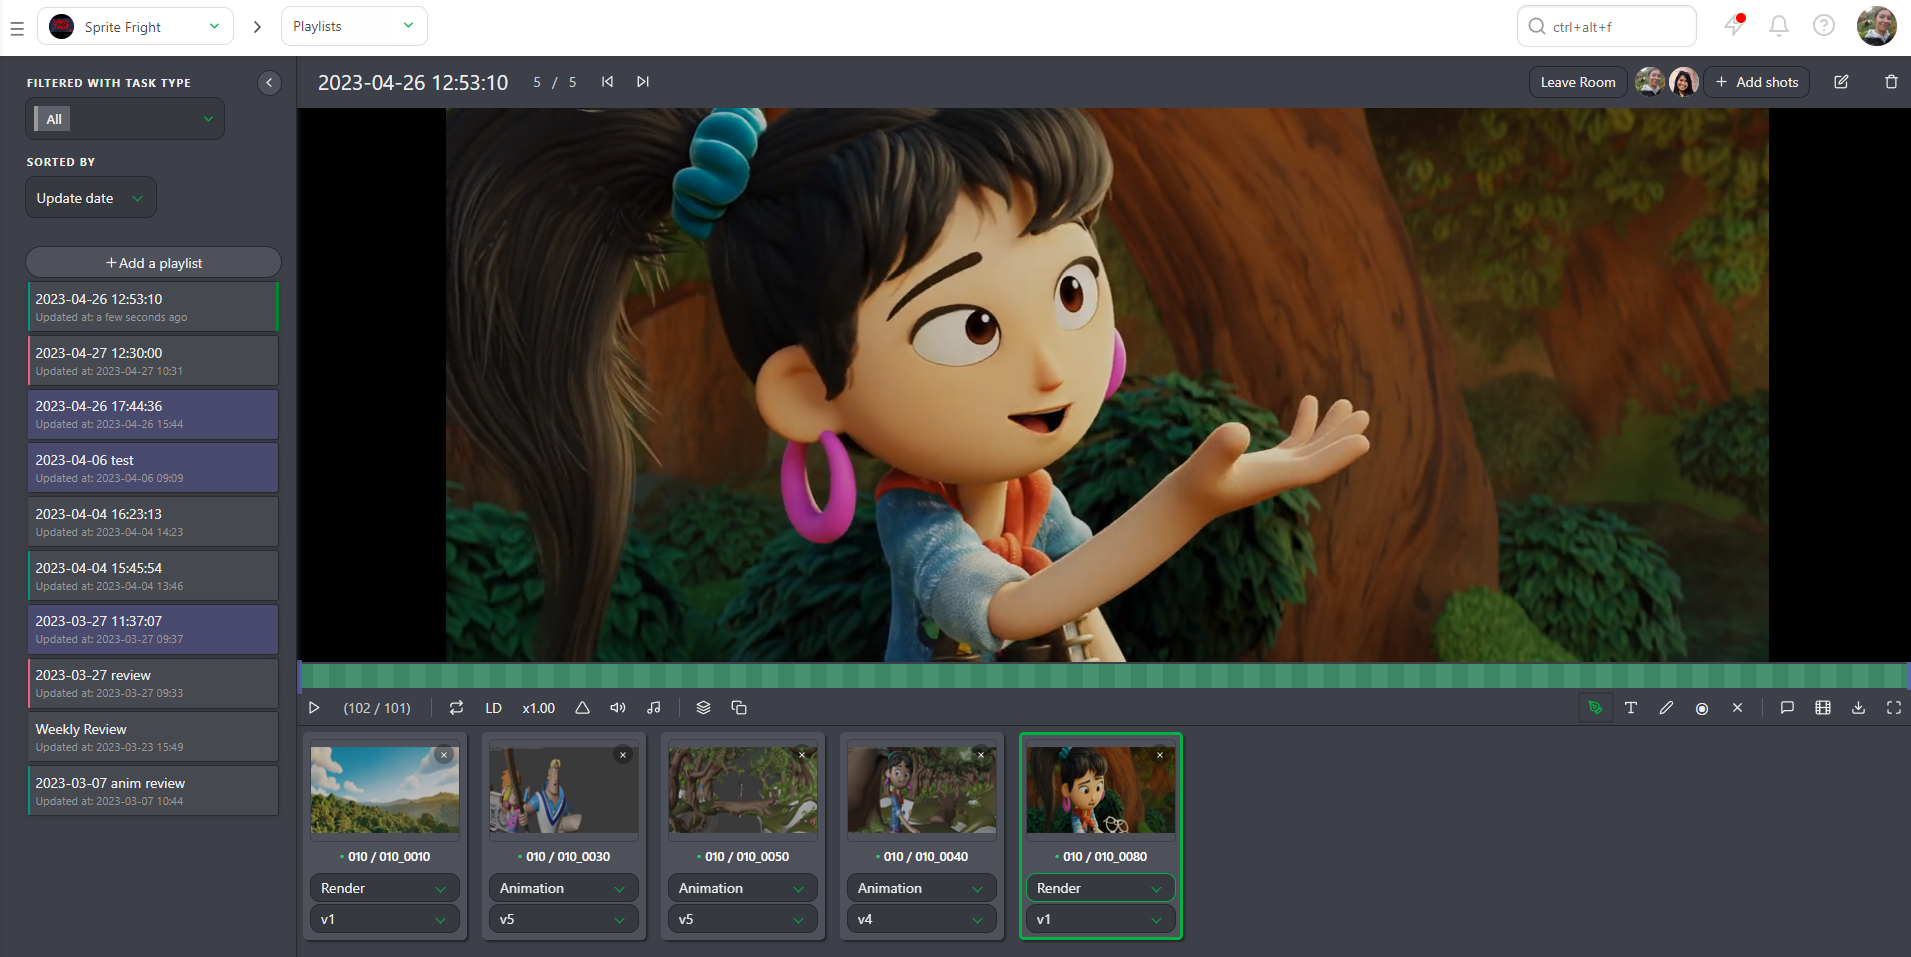 Sprite Fright
Playlists
ctrl+alt+f
FILTERED WITH TASK TYPE
All
SORTED BY
Update date
+Add a playlist
2023-04-26 12:53:10
Updated at: a few seconds ago
2023-04-27 12:30:00
Updated at: 2023-04-27 10:31
2023-04-26 17:44:36
Updated at: 2023-04-26 15:44
2023-04-06 test
Updated at: 2023-04-06 09:09
2023-04-04 16:23:13
Updated at: 2023-04-04 14:23
2023-04-04 15:45:54
Updated at: 2023-04-04 13:46
2023-03-27 11:37:07
Updated at: 2023-03-27 09:37
2023-03-27 review
Updated at: 2023-03-27 09:33
Weekly Review
Updated at: 2023-03-23 15:49
2023-03-07 anim review
Updated at: 2023-03-07 10:44
2023-04-26 12:53:10 5 / 5
Leave Room + Add shots
(102 / 101) LD x1.00
010 / 010_0010
Render
v1
010 / 010_0030
Animation
v5
010 / 010_0050
Animation
v5
010 / 010_0040
Animation
v4
010 / 010_0080
Render
v1